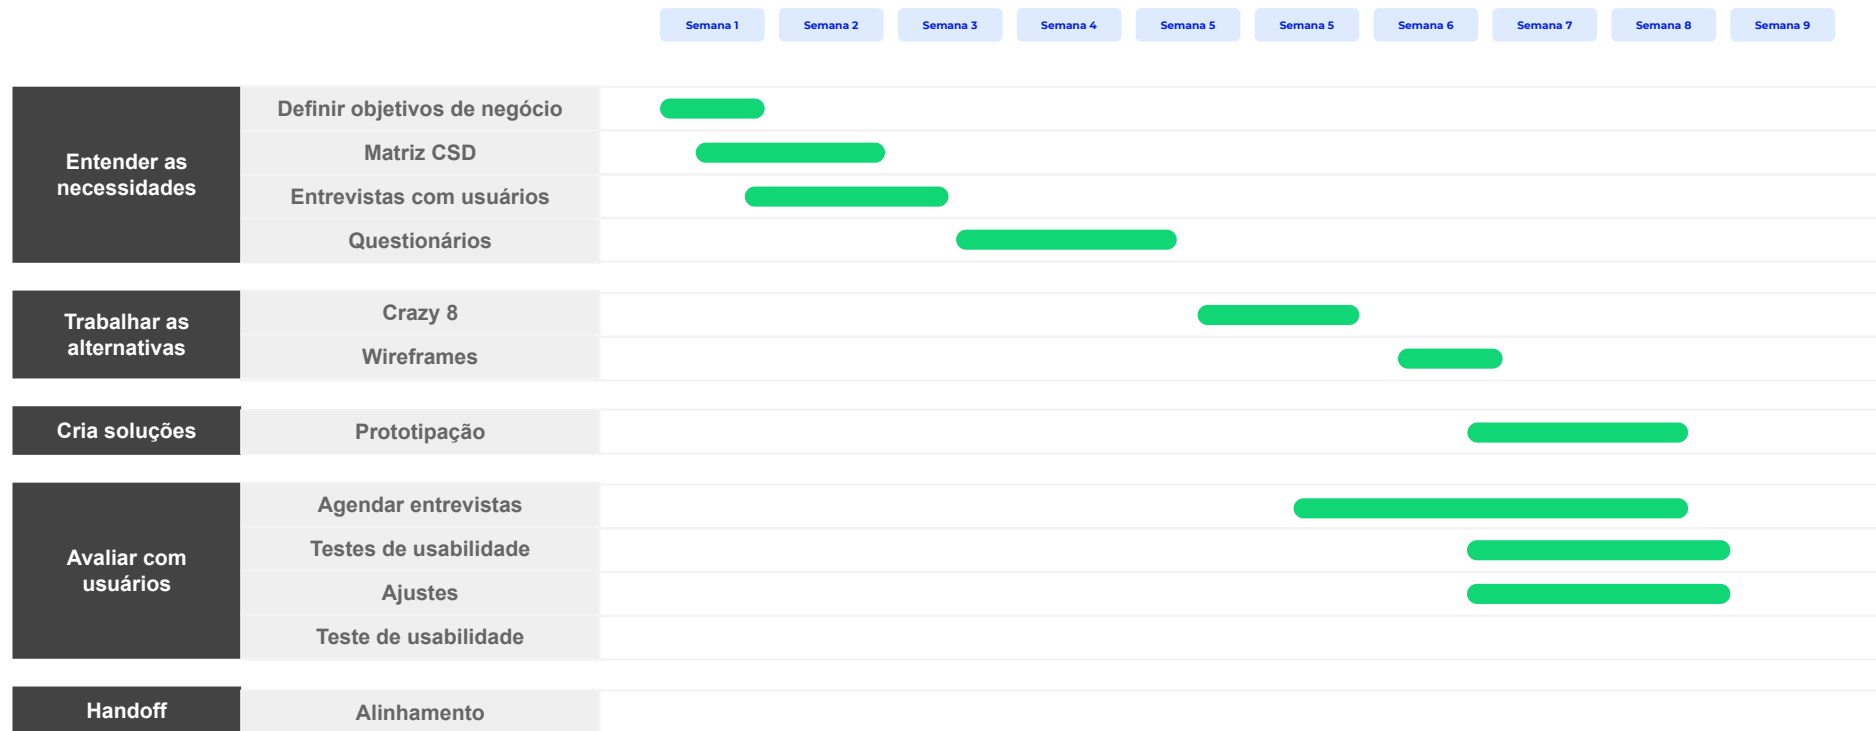 Semana 1 Semana 2 Semana 3 Semana 4 Semana 5 Semana 5 Semana 6 Semana 7 Semana 8 Semana 9
Entender as
necessidades
Definir objetivos de negócio
Matriz CSD
Entrevistas com usuários
Questionários
Trabalhar as
alternativas
Crazy 8
Wireframes
Cria soluções
Prototipação
Avaliar com
usuários
Agendar entrevistas
Testes de usabilidade
Ajustes
Teste de usabilidade
Handoff
Alinhamento